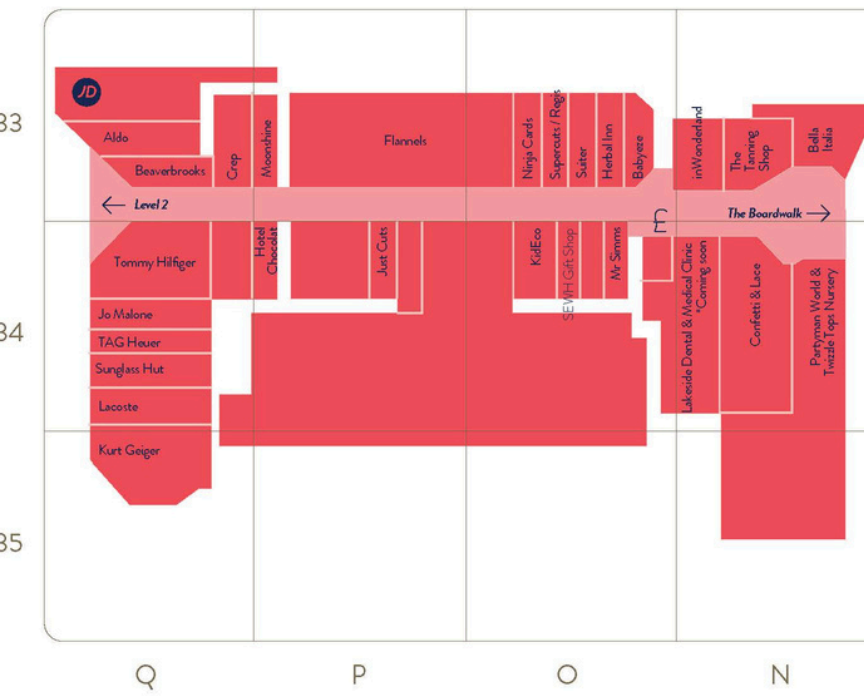 33
JD
Aldo
Beaverbrooks
Crep
Moonshine
Flannels
Ninja Cards
Supercuts / Regis
Suiter
Herbal Inn
Babyeze
inWonderland
The
Tanning
Shop
Bella
Italia
Level 2
The Boardwalk
Tommy Hilfiger
Hotel
Chocolat
Just Cuts
KidEco
SEWH Gift Shop
Mr Simms
Lakeside Dental & Medical Clinic
*Coming soon
Confetti & Lace
Partyman World &
Twizzle Tops Nursery
34
Jo Malone
TAG Heuer
Sunglass Hut
Lacoste
Kurt Geiger
35
Q
P
O
N